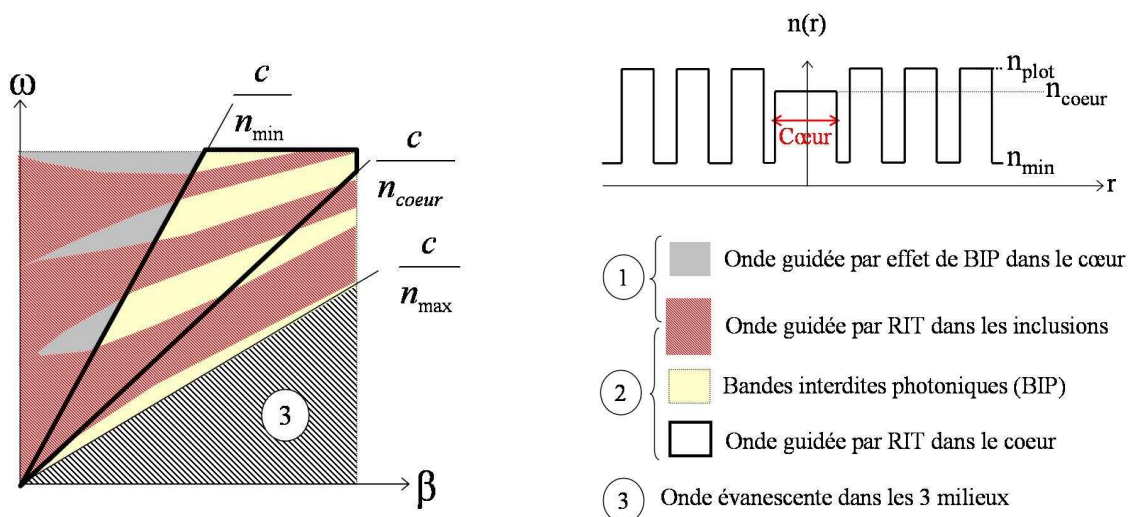 ω
c
n_min
c
n_coeur
c
n_max
3
β
n(r)
n_plot
n_coeur
Cœur
n_min
r
1
Onde guidée par effet de BIP dans le cœur
Onde guidée par RIT dans les inclusions
2
Bandes interdites photoniques (BIP)
Onde guidée par RIT dans le coeur
3
Onde évanescente dans les 3 milieux